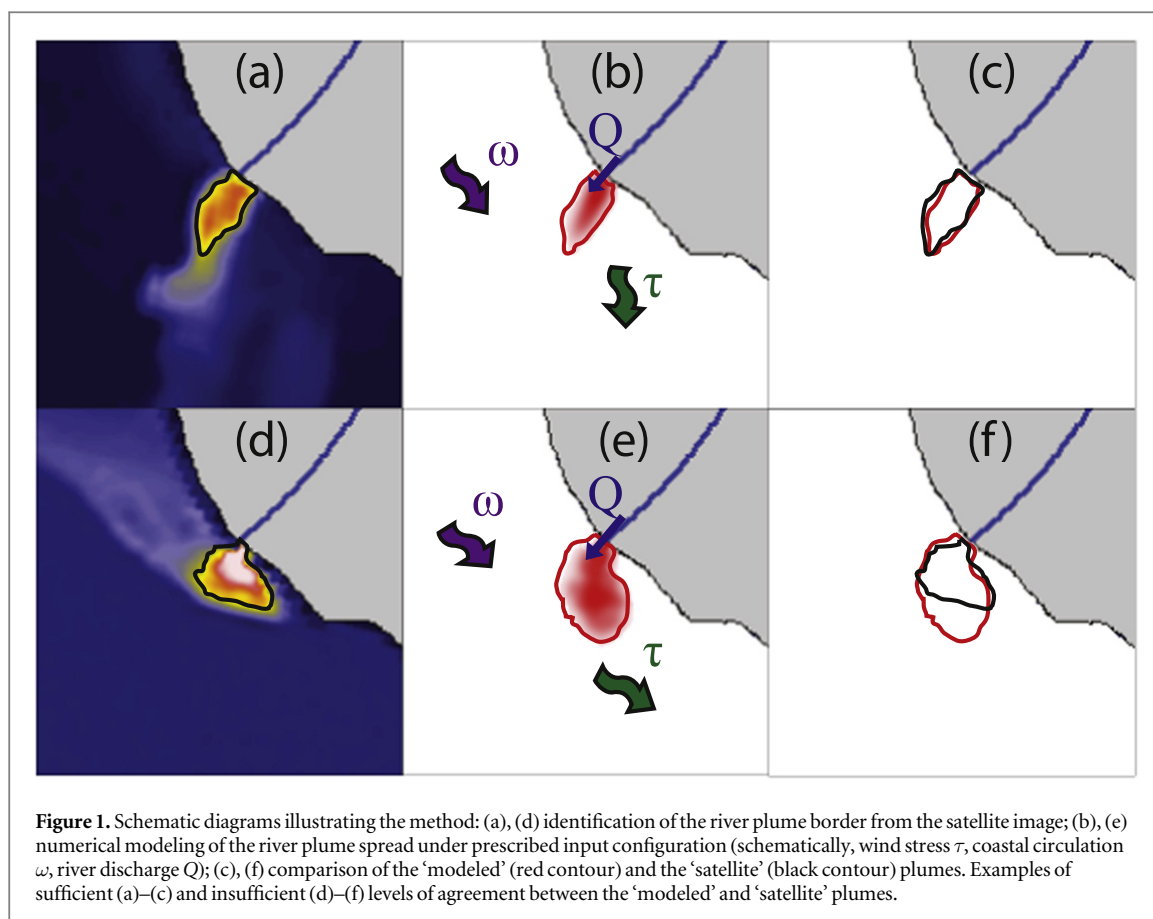 (a) (b) (c)
Q
ω
τ
(d) (e) (f)
Q
ω
τ
Figure 1. Schematic diagrams illustrating the method: (a), (d) identification of the river plume border from the satellite image; (b), (e)
numerical modeling of the river plume spread under prescribed input configuration (schematically, wind stress τ, coastal circulation
ω, river discharge Q); (c), (f) comparison of the ‘modeled’ (red contour) and the ‘satellite’ (black contour) plumes. Examples of
sufficient (a)–(c) and insufficient (d)–(f) levels of agreement between the ‘modeled’ and ‘satellite’ plumes.